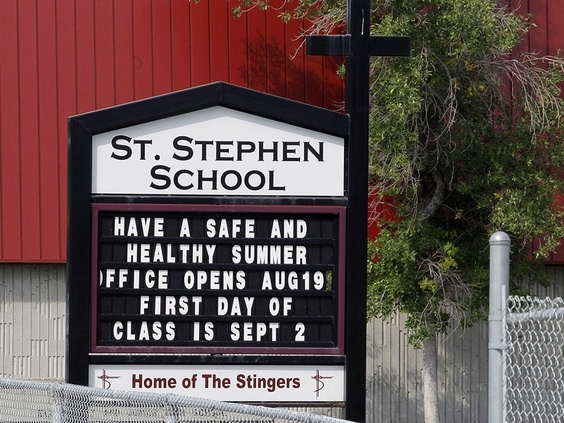 ST. STEPHEN
SCHOOL
HAVE A SAFE AND
HEALTHY SUMMER
OFFICE OPENS AUG19
FIRST DAY OF
CLASS IS SEPT 2
Home of The Stingers